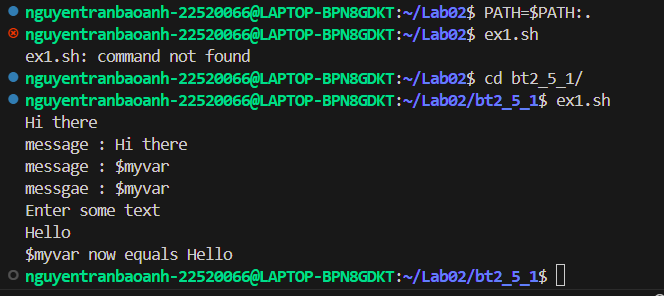 nguyentranbaoanh-22520066@LAPTOP-BPN8GDKT:~/Lab02$ PATH=$PATH:.
nguyentranbaoanh-22520066@LAPTOP-BPN8GDKT:~/Lab02$ ex1.sh
ex1.sh: command not found
nguyentranbaoanh-22520066@LAPTOP-BPN8GDKT:~/Lab02$ cd bt2_5_1/
nguyentranbaoanh-22520066@LAPTOP-BPN8GDKT:~/Lab02/bt2_5_1$ ex1.sh
Hi there
message : Hi there
message : $myvar
messgae : $myvar
Enter some text
Hello
$myvar now equals Hello
nguyentranbaoanh-22520066@LAPTOP-BPN8GDKT:~/Lab02/bt2_5_1$